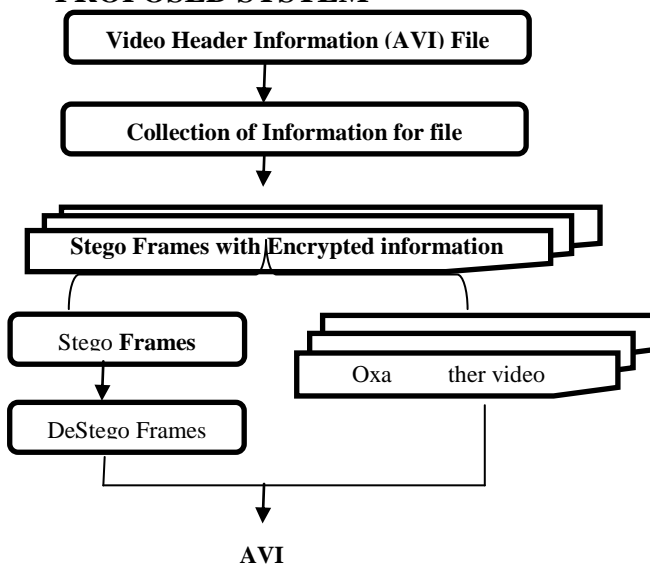 PROPOSED SYSTEM
Video Header Information (AVI) File
Collection of Information for file
Stego Frames with Encrypted information
Stego Frames
Oxa ther video
DeStego Frames
AVI